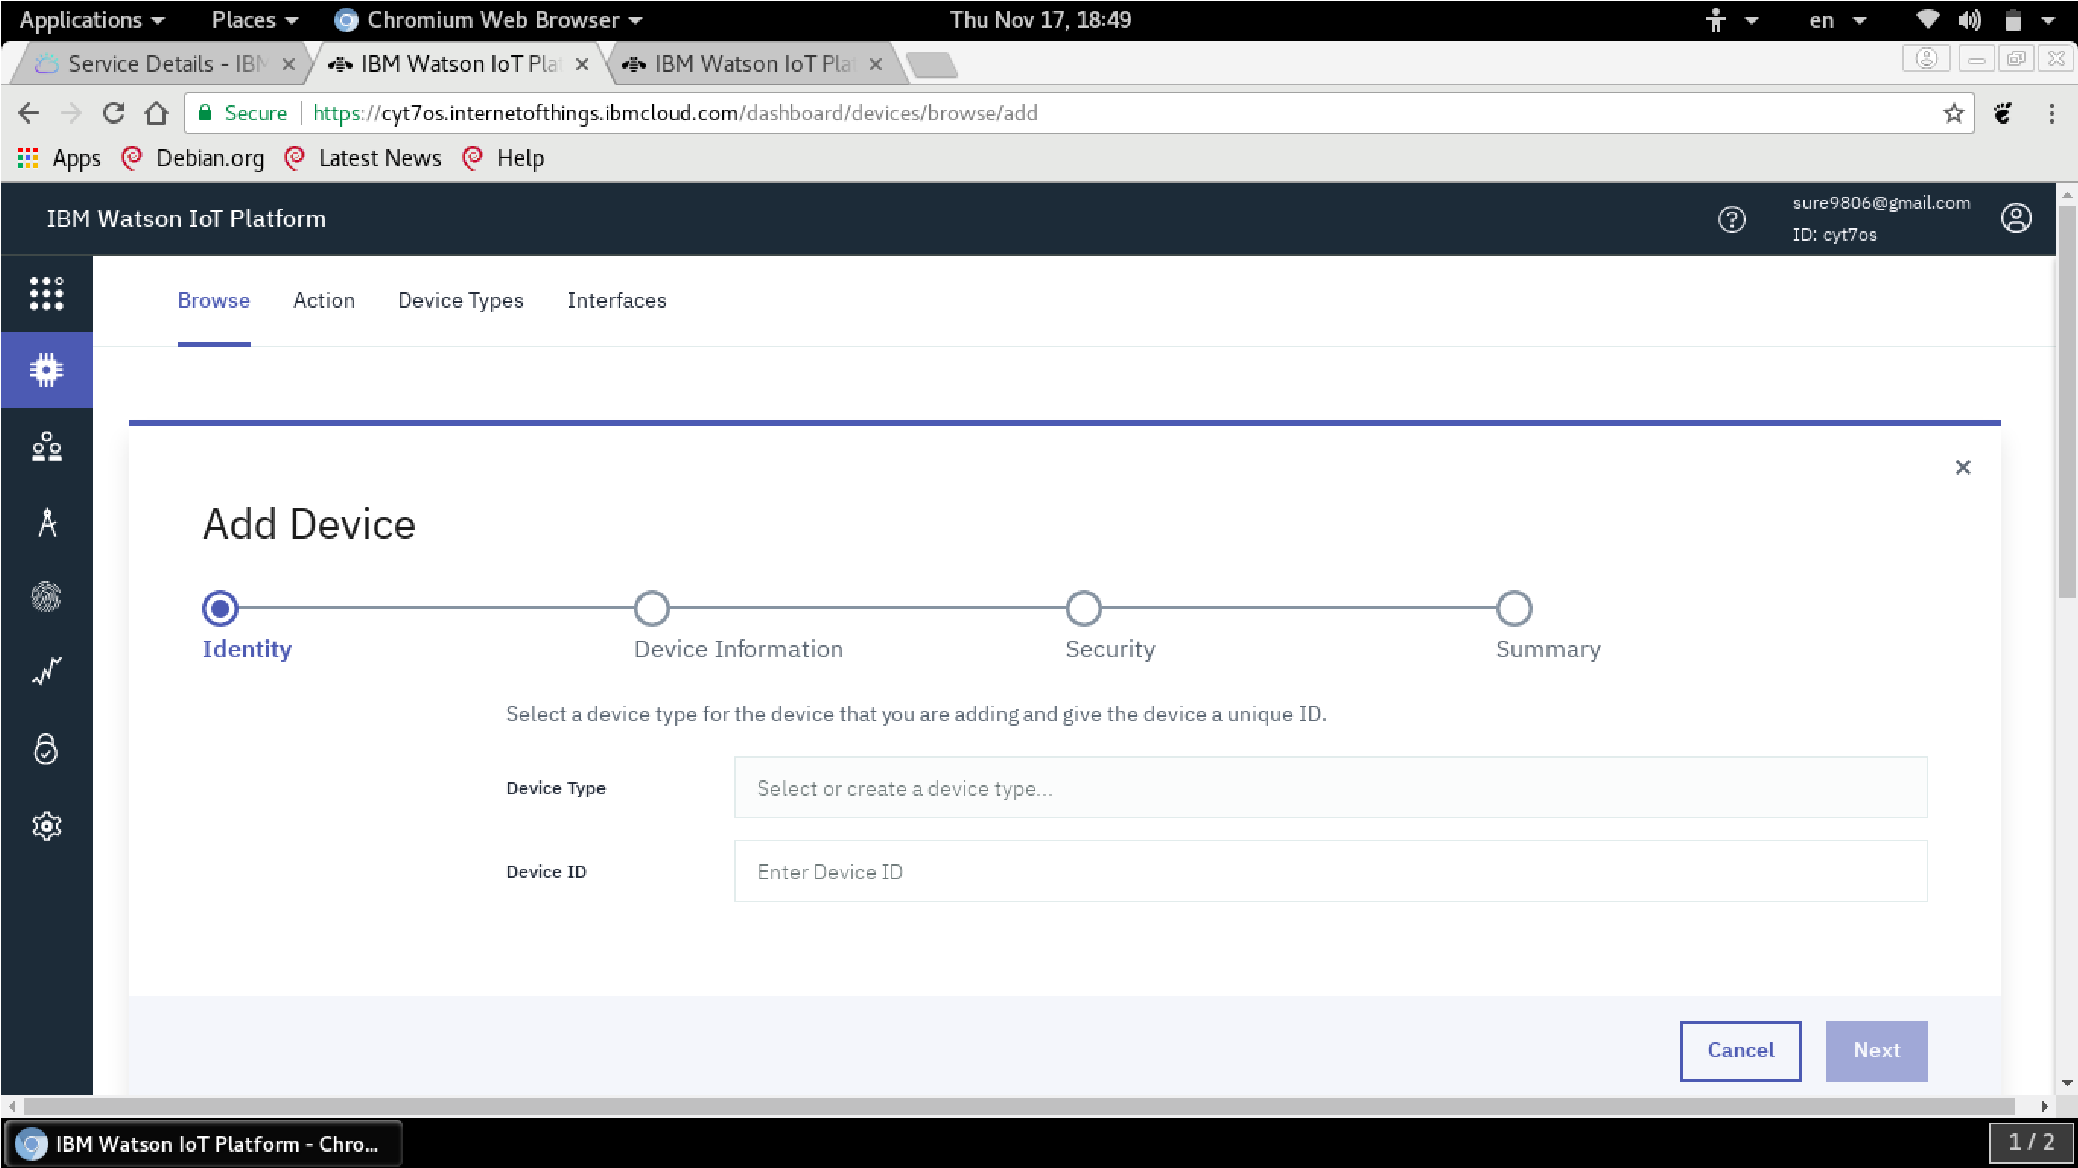 Applications Places Chromium Web Browser Thu Nov 17, 18:49 en
Service Details - IBM IBM Watson IoT Plat IBM Watson IoT Plat
Secure https://cyt7os.internetofthings.ibmcloud.com/dashboard/devices/browse/add
Apps Debian.org Latest News Help
IBM Watson IoT Platform
sure9806@gmail.com
ID: cyt7os
Browse Action Device Types Interfaces
Add Device
Identity Device Information Security Summary
Select a device type for the device that you are adding and give the device a unique ID.
Device Type Select or create a device type...
Device ID Enter Device ID
Cancel Next
IBM Watson IoT Platform - Chro... 1 / 2